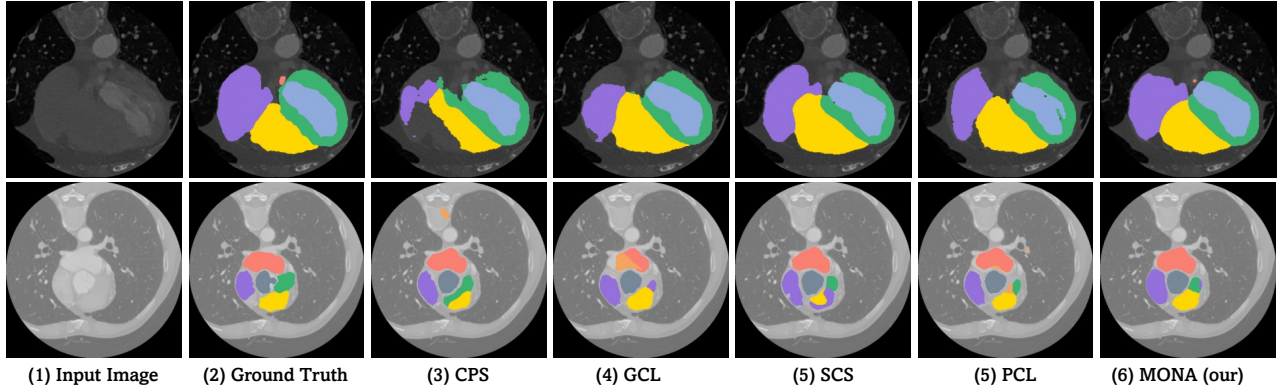 (1) Input Image (2) Ground Truth (3) CPS (4) GCL (5) SCS (5) PCL (6) MONA (our)